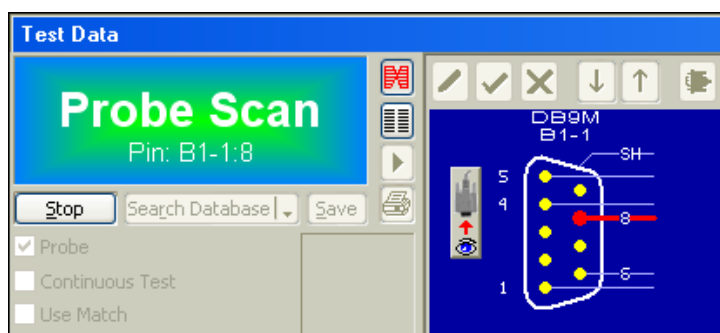 Test Data
Probe Scan
Pin: B1-1:8
Stop
Search Database
Save
Probe
Continuous Test
Use Match
DB9M
B1-1
SH
5
4
8
6
1